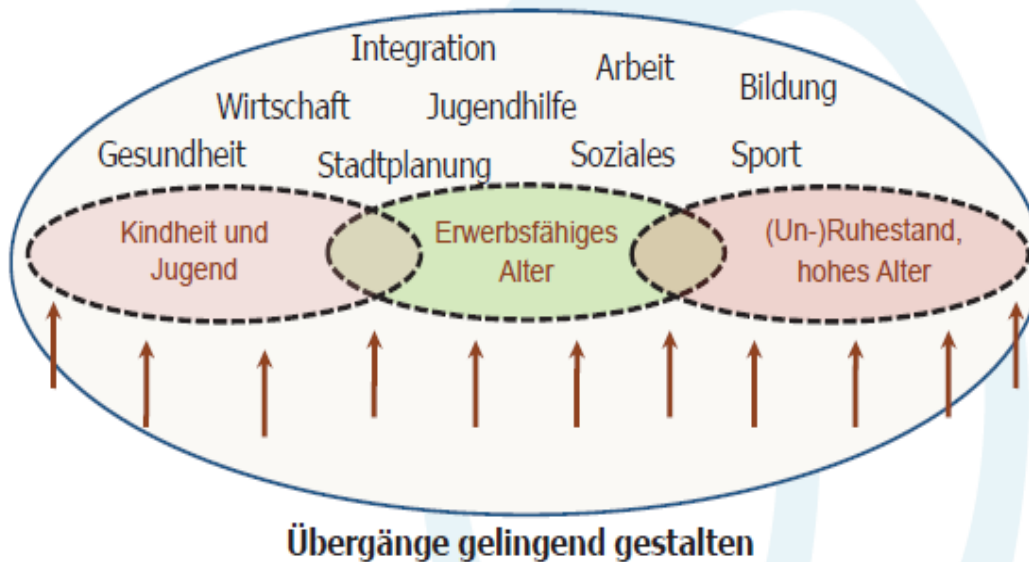 Integration
Arbeit
Bildung
Wirtschaft
Jugendhilfe
Gesundheit
Stadtplanung
Soziales
Sport
Kindheit und
Jugend
Erwerbsfähiges
Alter
(Un-)Ruhestand,
hohes Alter
Übergänge gelingend gestalten